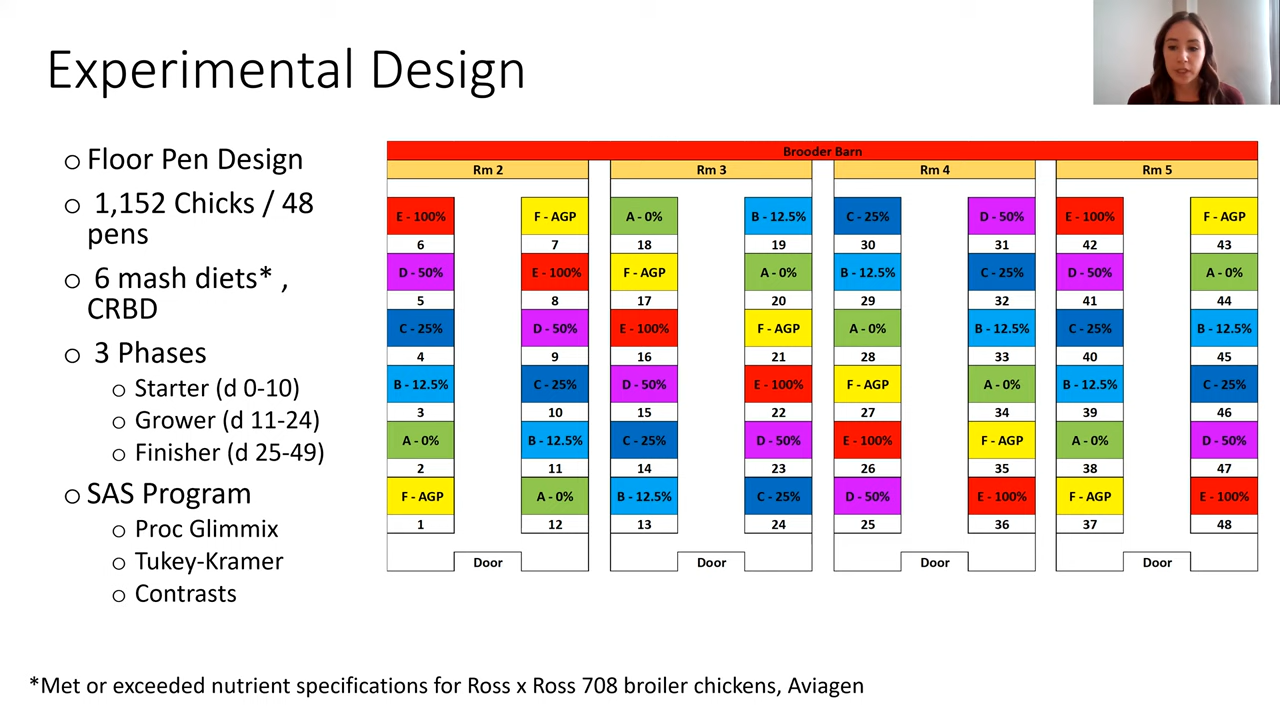 Experimental Design
o Floor Pen Design
o 1,152 Chicks / 48
pens
o 6 mash diets* ,
CRBD
o 3 Phases
o Starter (d 0-10)
o Grower (d 11-24)
o Finisher (d 25-49)
o SAS Program
o Proc Glimmix
o Tukey-Kramer
o Contrasts
Brooder Barn
Rm 2 Rm 3 Rm 4 Rm 5
E - 100% F - AGP A - 0% B - 12.5% C - 25% D - 50% E - 100% F - AGP
6 7 18 19 30 31 42 43
D - 50% E - 100% F - AGP A - 0% B - 12.5% C - 25% D - 50% A - 0%
5 8 17 20 29 32 41 44
C - 25% D - 50% E - 100% F - AGP A - 0% B - 12.5% C - 25% B - 12.5%
4 9 16 21 28 33 40 45
B - 12.5% C - 25% D - 50% E - 100% F - AGP A - 0% B - 12.5% C - 25%
3 10 15 22 27 34 39 46
A - 0% B - 12.5% C - 25% D - 50% E - 100% F - AGP A - 0% D - 50%
2 11 14 23 26 35 38 47
F - AGP A - 0% B - 12.5% C - 25% D - 50% E - 100% F - AGP E - 100%
1 12 13 24 25 36 37 48
Door Door Door Door
*Met or exceeded nutrient specifications for Ross x Ross 708 broiler chickens, Aviagen